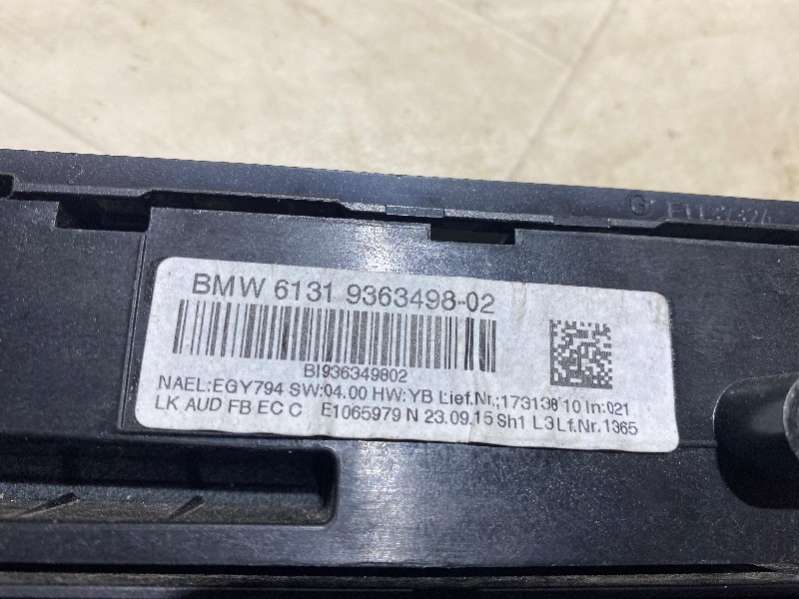 BMW 6131 9363498-02
BI936349802
NAEL:EGY794 SW:04.00 HW:YB Lief.Nr.:173138 10 In:021
LK AUD FB EC C E1065979 N 23.09.15 Sh1 L3 Lf.Nr.1365